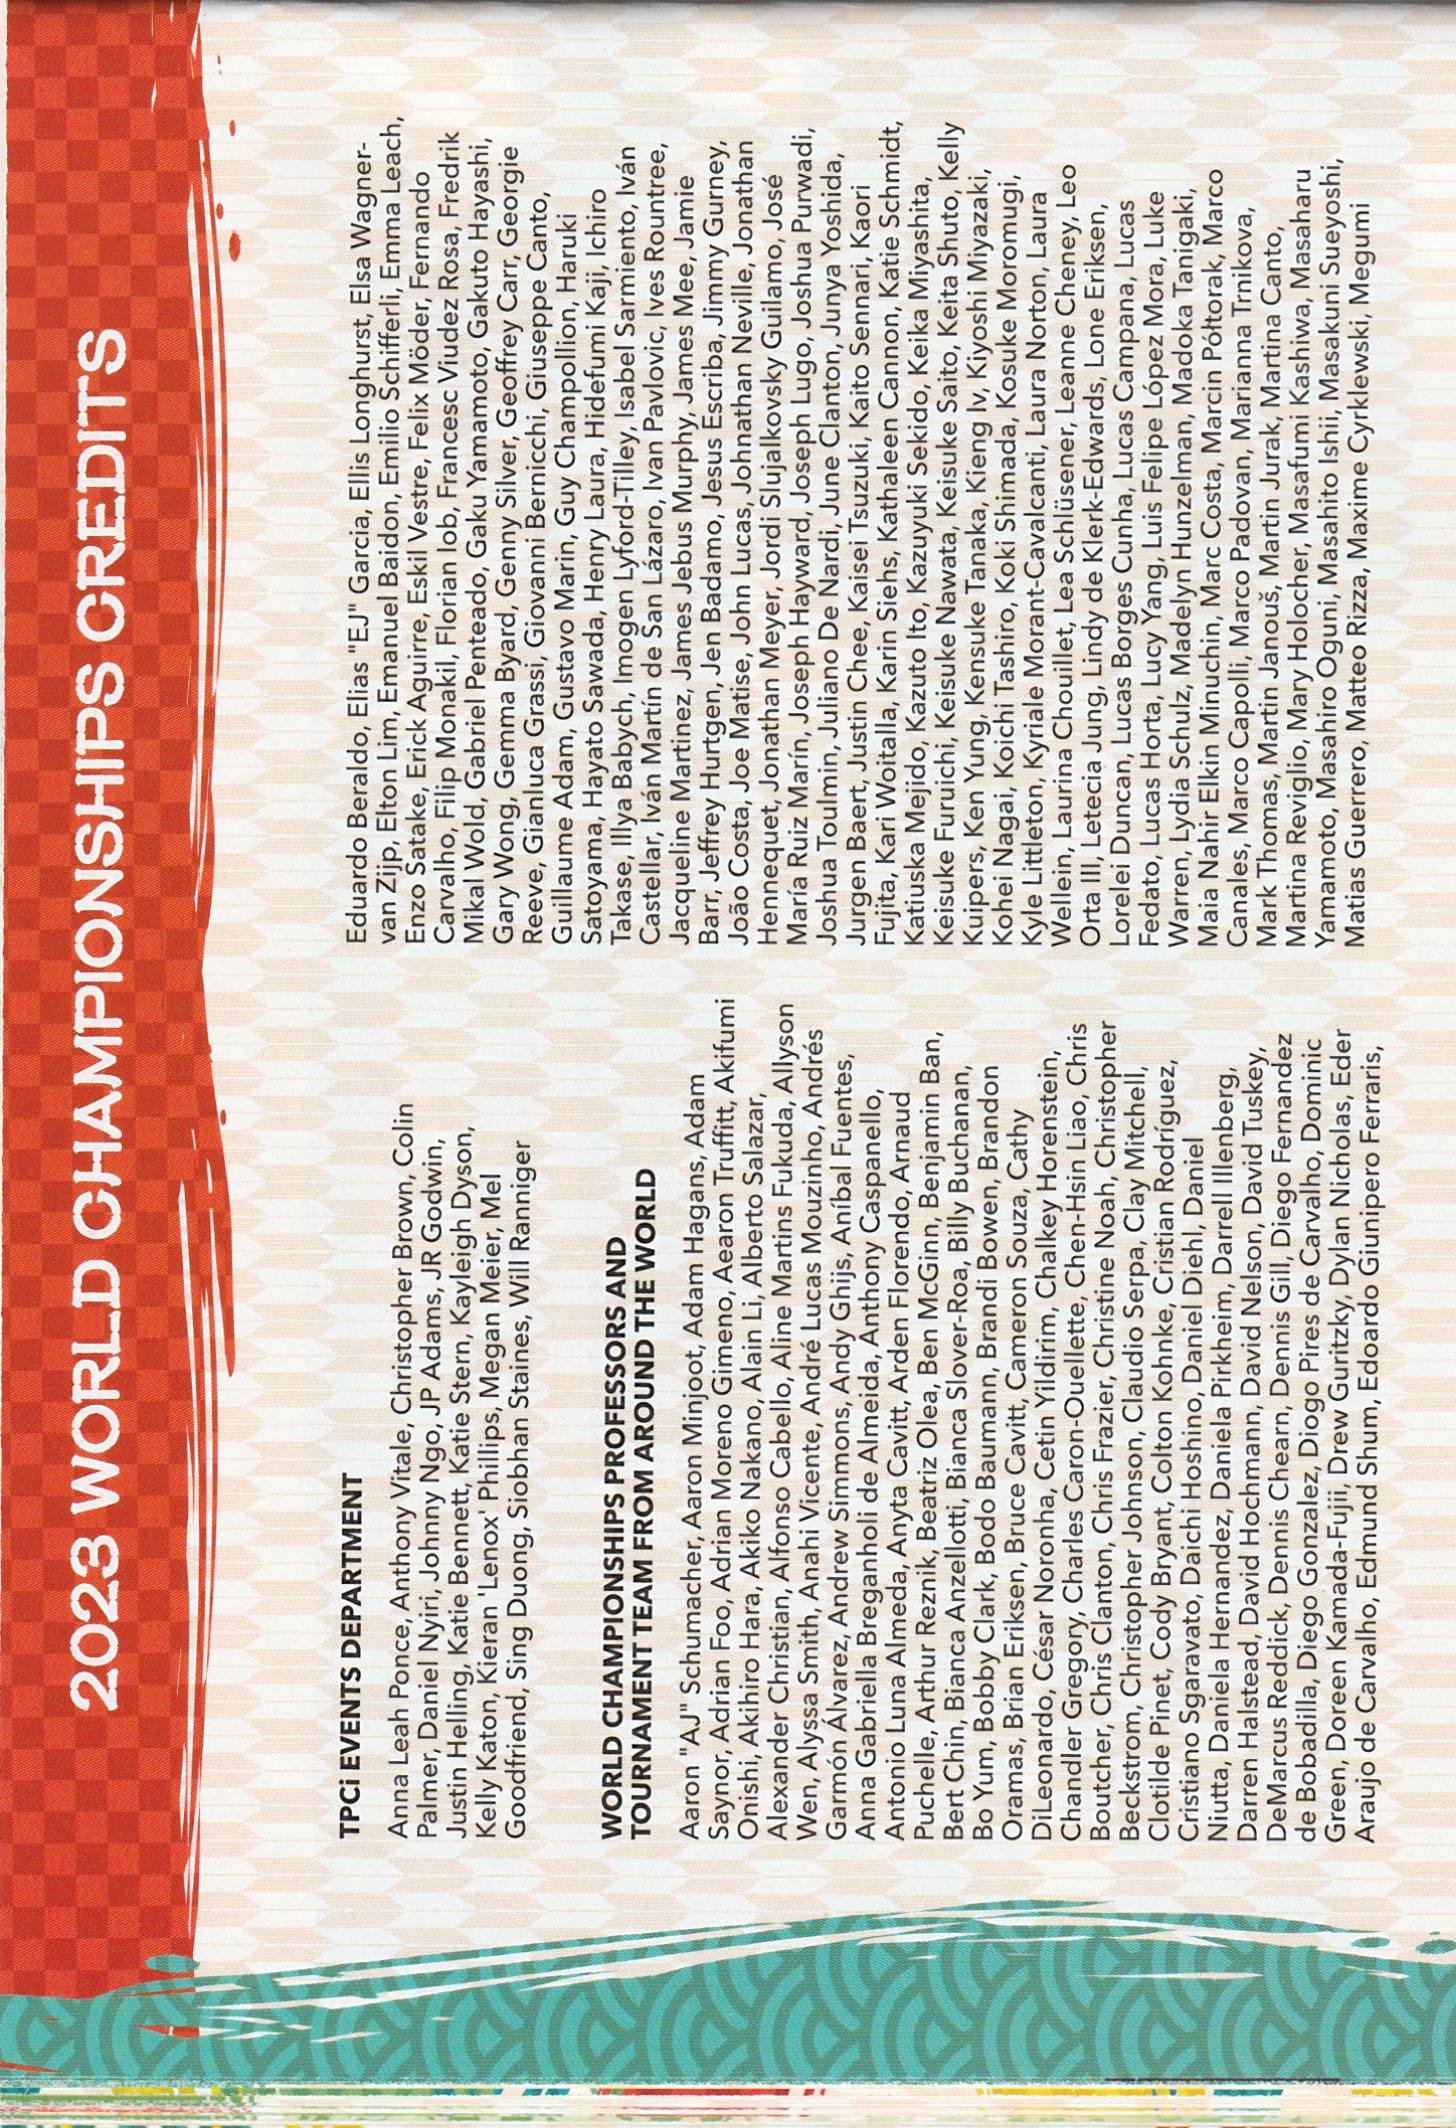 2023 WORLD CHAMPIONSHIPS CREDITS
TPCi EVENTS DEPARTMENT
Anna Leah Ponce, Anthony Vitale, Christopher Brown, Colin
Palmer, Daniel Nyiri, Johnny Ngo, JP Adams, JR Godwin,
Justin Helling, Katie Bennett, Katie Stern, Kayleigh Dyson,
Kelly Katon, Kieran 'Lenox' Phillips, Megan Meier, Mel
Goodfriend, Sing Duong, Siobhan Staines, Will Ranniger
WORLD CHAMPIONSHIPS PROFESSORS AND
TOURNAMENT TEAM FROM AROUND THE WORLD
Aaron "AJ" Schumacher, Aaron Minjoot, Adam Hagans, Adam
Saynor, Adrian Foo, Adrian Moreno Gimeno, Aearon Truffitt, Akifumi
Onishi, Akihiro Hara, Akiko Nakano, Alain Li, Alberto Salazar,
Alexander Christian, Alfonso Cabello, Aline Martins Fukuda, Allyson
Wen, Alyssa Smith, Anahi Vicente, André Lucas Mouzinho, Andrés
Garmón Álvarez, Andrew Simmons, Andy Ghijs, Aníbal Fuentes,
Anna Gabriella Breganholi de Almeida, Anthony Caspanello,
Antonio Luna Almeda, Anyta Cavitt, Arden Florendo, Arnaud
Puchelle, Arthur Reznik, Beatriz Olea, Ben McGinn, Benjamin Ban,
Bert Chin, Bianca Anzellotti, Bianca Slover-Roa, Billy Buchanan,
Bo Yum, Bobby Clark, Bodo Baumann, Brandi Bowen, Brandon
Oramas, Brian Eriksen, Bruce Cavitt, Cameron Souza, Cathy
DiLeonardo, César Noronha, Cetin Yildirim, Chalkey Horenstein,
Chandler Gregory, Charles Caron-Ouellette, Chen-Hsin Liao, Chris
Boutcher, Chris Clanton, Chris Frazier, Christine Noah, Christopher
Beckstrom, Christopher Johnson, Claudio Serpa, Clay Mitchell,
Clotilde Pinet, Cody Bryant, Colton Kohnke, Cristian Rodríguez,
Cristiano Sgaravato, Daichi Hoshino, Daniel Diehl, Daniel
Niutta, Daniela Hernandez, Daniela Pirkheim, Darrell Illenberg,
Darren Halstead, David Hochmann, David Nelson, David Tuskey,
DeMarcus Reddick, Dennis Chearn, Dennis Gill, Diego Fernandez
de Bobadilla, Diego Gonzalez, Diogo Pires de Carvalho, Dominic
Green, Doreen Kamada-Fujii, Drew Guritzky, Dylan Nicholas, Eder
Araujo de Carvalho, Edmund Shum, Edoardo Giunipero Ferraris,
Eduardo Beraldo, Elias "EJ" Garcia, Ellis Longhurst, Elsa Wagner-
van Zijp, Elton Lim, Emanuel Baidon, Emilio Schifferli, Emma Leach,
Enzo Satake, Erick Aguirre, Eskil Vestre, Felix Möder, Fernando
Carvalho, Filip Monakil, Florian Iob, Francesc Viudez Rosa, Fredrik
Mikal Wold, Gabriel Penteado, Gaku Yamamoto, Gakuto Hayashi,
Gary Wong, Gemma Byard, Genny Silver, Geoffrey Carr, Georgie
Reeve, Gianluca Grassi, Giovanni Bernicchi, Giuseppe Canto,
Guillaume Adam, Gustavo Marin, Guy Champollion, Haruki
Satoyama, Hayato Sawada, Henry Laura, Hidefumi Kaji, Ichiro
Takase, Illya Babych, Imogen Lyford-Tilley, Isabel Sarmiento, Iván
Castellar, Iván Martín de San Lázaro, Ivan Pavlovic, Ives Rountree,
Jacqueline Martinez, James Jebus Murphy, James Mee, Jamie
Barr, Jeffrey Hurtgen, Jen Badamo, Jesus Escriba, Jimmy Gurney,
João Costa, Joe Matise, John Lucas, Johnathan Neville, Jonathan
Hennequet, Jonathan Meyer, Jordi Slujalkovsky Guilamo, José
María Ruiz Marín, Joseph Hayward, Joseph Lugo, Joshua Purwadi,
Joshua Toulmin, Juliano De Nardi, June Clanton, Junya Yoshida,
Jurgen Baert, Justin Chee, Kaisei Tsuzuki, Kaito Sennari, Kaori
Fujita, Kari Woitalla, Karin Siehs, Kathaleen Cannon, Katie Schmidt,
Katiuska Mejido, Kazuto Ito, Kazuyuki Sekido, Keika Miyashita,
Keisuke Furuichi, Keisuke Nawata, Keisuke Saito, Keita Shuto, Kelly
Kuipers, Ken Yung, Kensuke Tanaka, Kieng Iv, Kiyoshi Miyazaki,
Kohei Nagai, Koichi Tashiro, Koki Shimada, Kosuke Moromugi,
Kyle Littleton, Kyriale Morant-Cavalcanti, Laura Norton, Laura
Wellein, Laurina Chouillet, Lea Schlüsener, Leanne Cheney, Leo
Orta III, Letecia Jung, Lindy de Klerk-Edwards, Lone Eriksen,
Lorelei Duncan, Lucas Borges Cunha, Lucas Campana, Lucas
Fedato, Lucas Horta, Lucy Yang, Luis Felipe López Mora, Luke
Warren, Lydia Schulz, Madelyn Hunzelman, Madoka Tanigaki,
Maia Nahir Elkin Minuchin, Marc Costa, Marcin Półtorak, Marco
Canales, Marco Capolli, Marco Padovan, Marianna Trnikova,
Mark Thomas, Martin Janouš, Martin Jurak, Martina Canto,
Martina Reviglio, Mary Holocher, Masafumi Kashiwa, Masaharu
Yamamoto, Masahiro Oguni, Masahito Ishii, Masakuni Sueyoshi,
Matias Guerrero, Matteo Rizza, Maxime Cyrklewski, Megumi